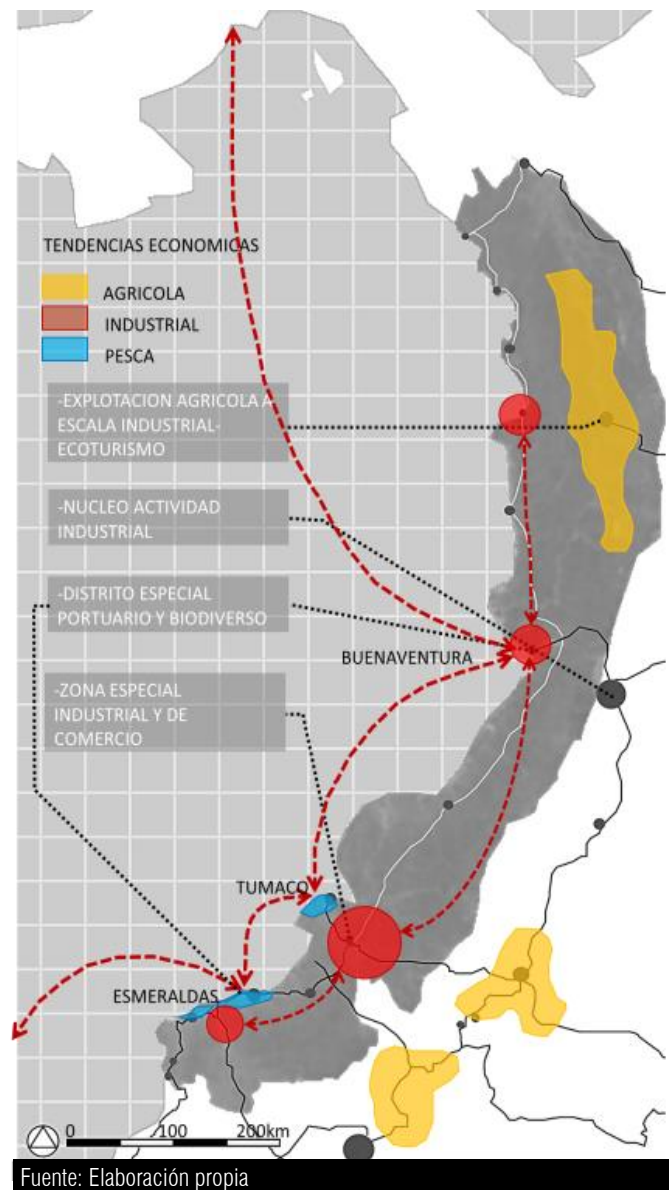 TENDENCIAS ECONOMICAS
AGRICOLA
INDUSTRIAL
PESCA
-EXPLOTACION AGRICOLA A
ESCALA INDUSTRIAL-
ECOTURISMO
-NUCLEO ACTIVIDAD
INDUSTRIAL
-DISTRITO ESPECIAL
PORTUARIO Y BIODIVERSO
BUENAVENTURA
-ZONA ESPECIAL
INDUSTRIAL Y DE
COMERCIO
TUMACO
ESMERALDAS
0 100 200km
Fuente: Elaboración propia